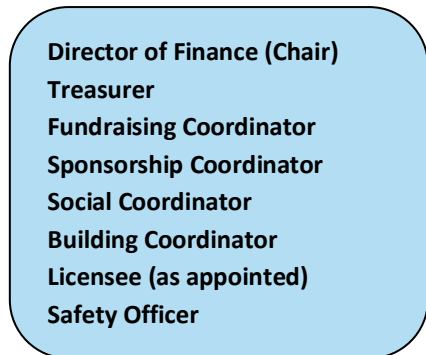 Director of Finance (Chair)
Treasurer
Fundraising Coordinator
Sponsorship Coordinator
Social Coordinator
Building Coordinator
Licensee (as appointed)
Safety Officer